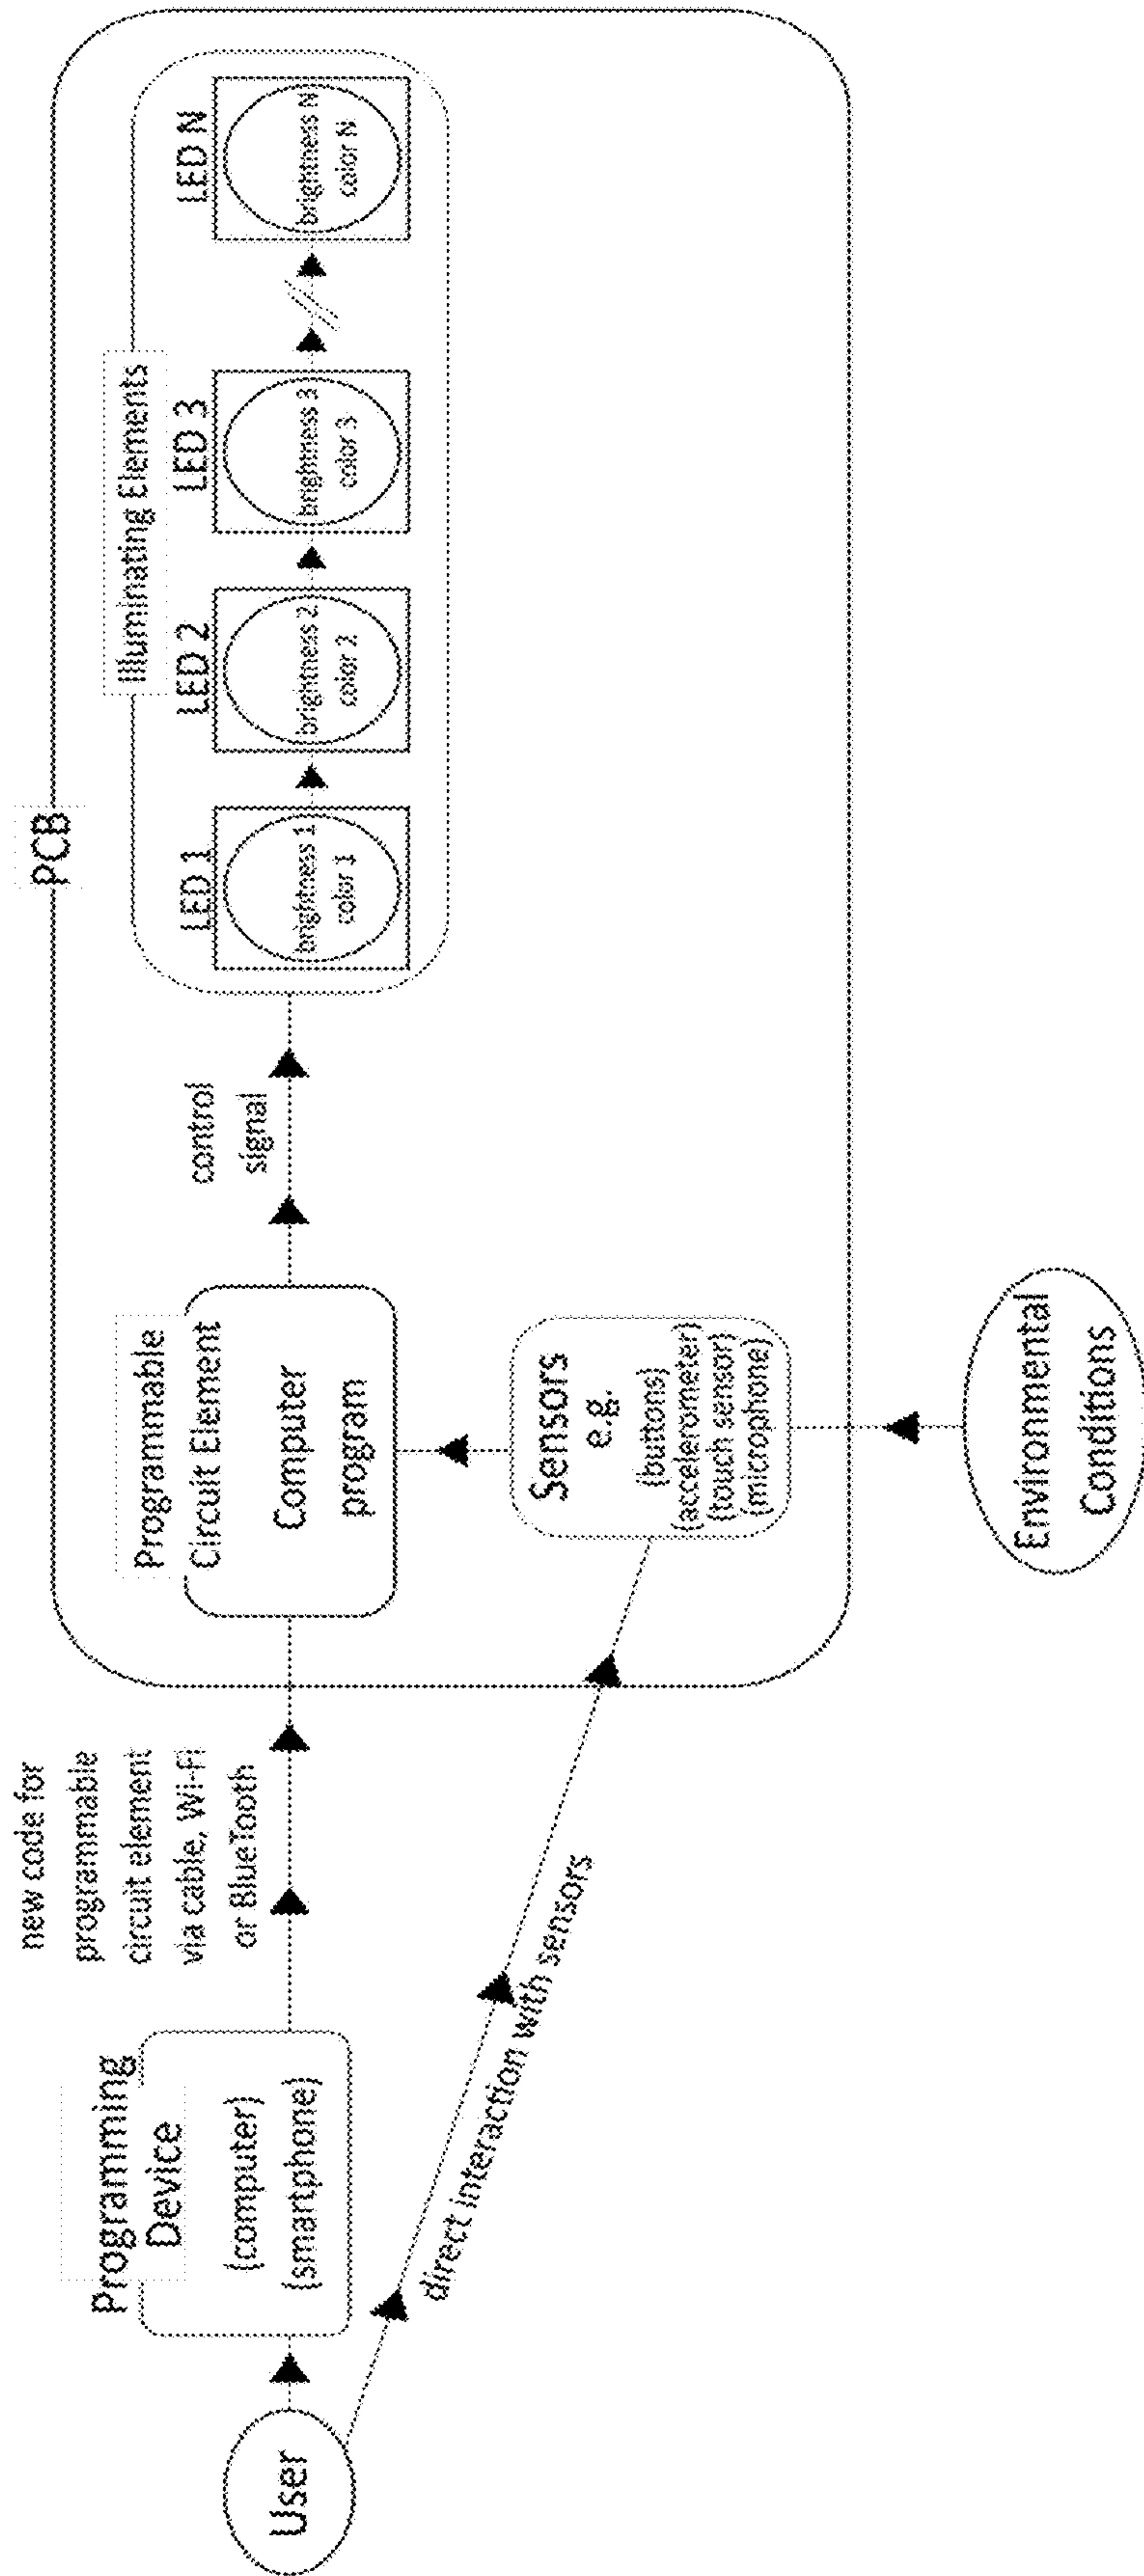 User
Programming
Device
(computer)
(smartphone)
new code for
programmable
circuit element
via cable, Wi-Fi
or BlueTooth
direct interaction with sensors
PCB
Programmable
Circuit Element
Computer
program
Sensors
e.g.
(buttons)
(accelerometer)
(touch sensor)
(microphone)
Environmental
Conditions
control
signal
Illuminating Elements
LED 1
brightness 1
color 1
LED 2
brightness 2
color 2
LED 3
brightness 3
color 3
LED N
brightness N
color N